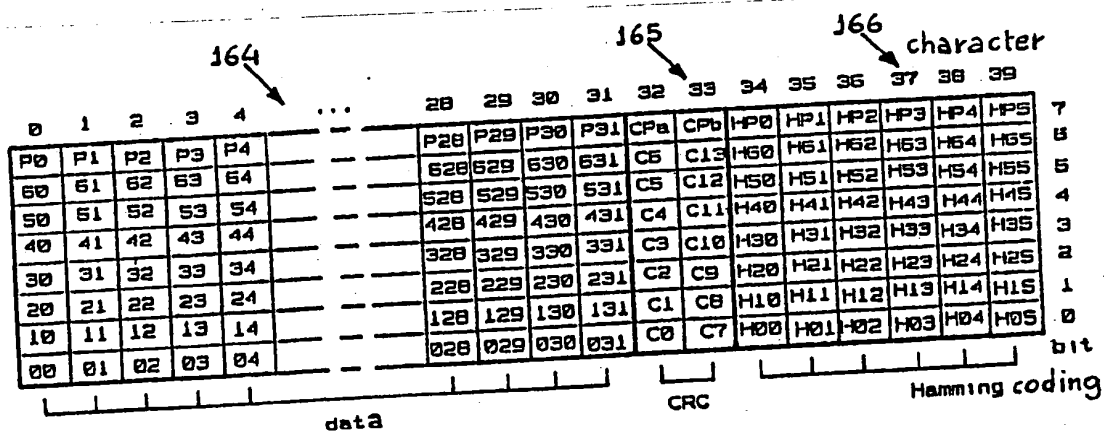 164 165 166 character
0 1 2 3 4 ... 28 29 30 31 32 33 34 35 36 37 38 39
P0 P1 P2 P3 P4 P28 P29 P30 P31 CPa CPb HP0 HP1 HP2 HP3 HP4 HP5 7
60 61 62 63 64 628 629 630 631 C6 C13 H60 H61 H62 H63 H64 H65 6
50 51 52 53 54 528 529 530 531 C5 C12 H50 H51 H52 H53 H54 H55 5
40 41 42 43 44 428 429 430 431 C4 C11 H40 H41 H42 H43 H44 H45 4
30 31 32 33 34 328 329 330 331 C3 C10 H30 H31 H32 H33 H34 H35 3
20 21 22 23 24 228 229 230 231 C2 C9 H20 H21 H22 H23 H24 H25 2
10 11 12 13 14 128 129 130 131 C1 C8 H10 H11 H12 H13 H14 H15 1
00 01 02 03 04 028 029 030 031 C0 C7 H00 H01 H02 H03 H04 H05 0
bit
data CRC Hamming coding